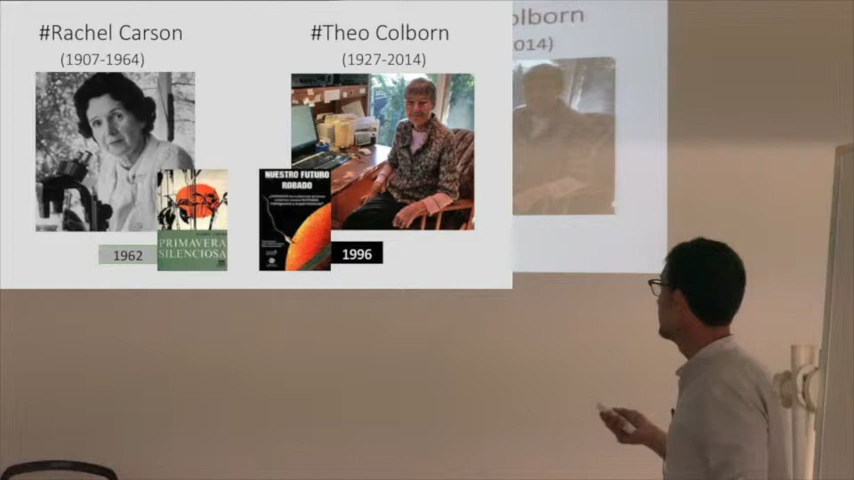 #Rachel Carson
(1907-1964)
PRIMAVERA
SILENCIOSA
1962
#Theo Colborn
(1927-2014)
NUESTRO FUTURO
ROBADO
1996
olborn
014)